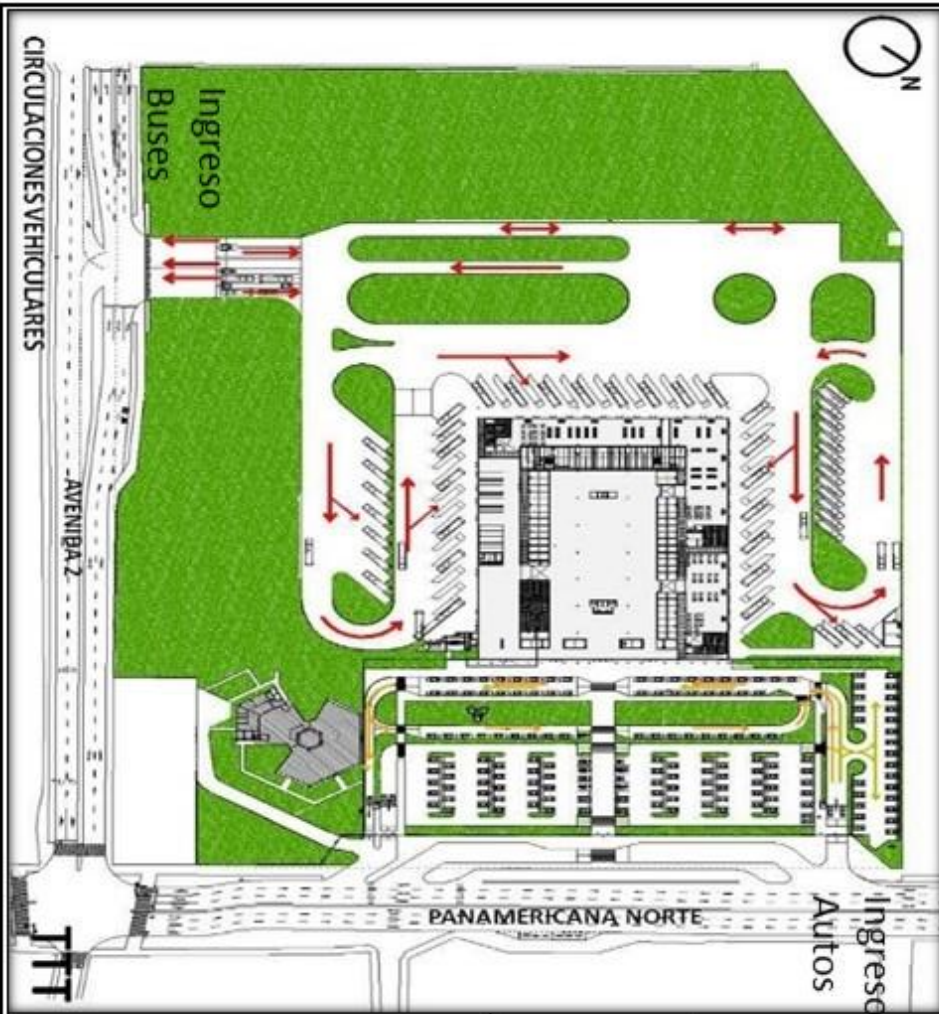 N
CIRCULACIONES VEHICULARES
Ingreso
Buses
AVENIDA 2
PANAMERICANA NORTE
Ingreso
Autos